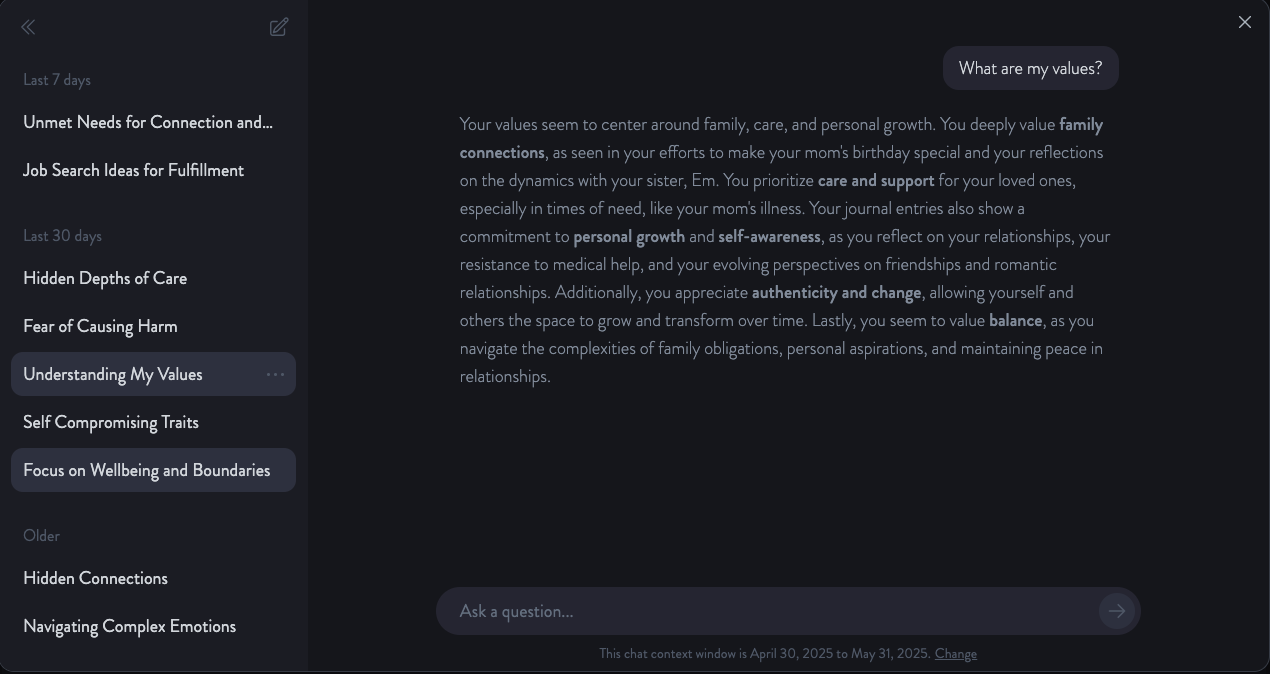 Last 7 days
Unmet Needs for Connection and...
Job Search Ideas for Fulfillment
Last 30 days
Hidden Depths of Care
Fear of Causing Harm
Understanding My Values
Self Compromising Traits
Focus on Wellbeing and Boundaries
Older
Hidden Connections
Navigating Complex Emotions
What are my values?
Your values seem to center around family, care, and personal growth. You deeply value family
connections, as seen in your efforts to make your mom's birthday special and your reflections
on the dynamics with your sister, Em. You prioritize care and support for your loved ones,
especially in times of need, like your mom's illness. Your journal entries also show a
commitment to personal growth and self-awareness, as you reflect on your relationships, your
resistance to medical help, and your evolving perspectives on friendships and romantic
relationships. Additionally, you appreciate authenticity and change, allowing yourself and
others the space to grow and transform over time. Lastly, you seem to value balance, as you
navigate the complexities of family obligations, personal aspirations, and maintaining peace in
relationships.
Ask a question...
This chat context window is April 30, 2025 to May 31, 2025. Change